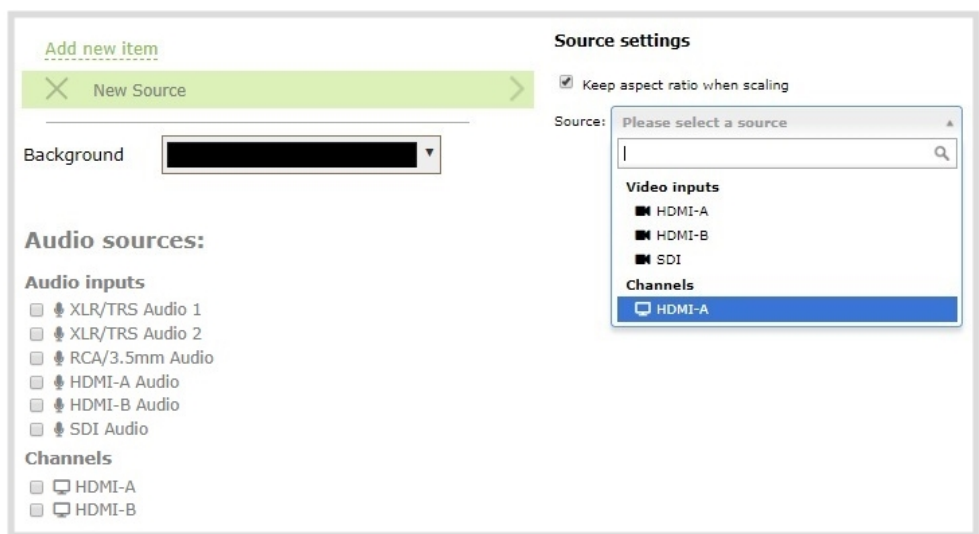 Add new item
New Source
Background
Audio sources:
Audio inputs
XLR/TRS Audio 1
XLR/TRS Audio 2
RCA/3.5mm Audio
HDMI-A Audio
HDMI-B Audio
SDI Audio
Channels
HDMI-A
HDMI-B
Source settings
Keep aspect ratio when scaling
Source: Please select a source
Video inputs
HDMI-A
HDMI-B
SDI
Channels
HDMI-A